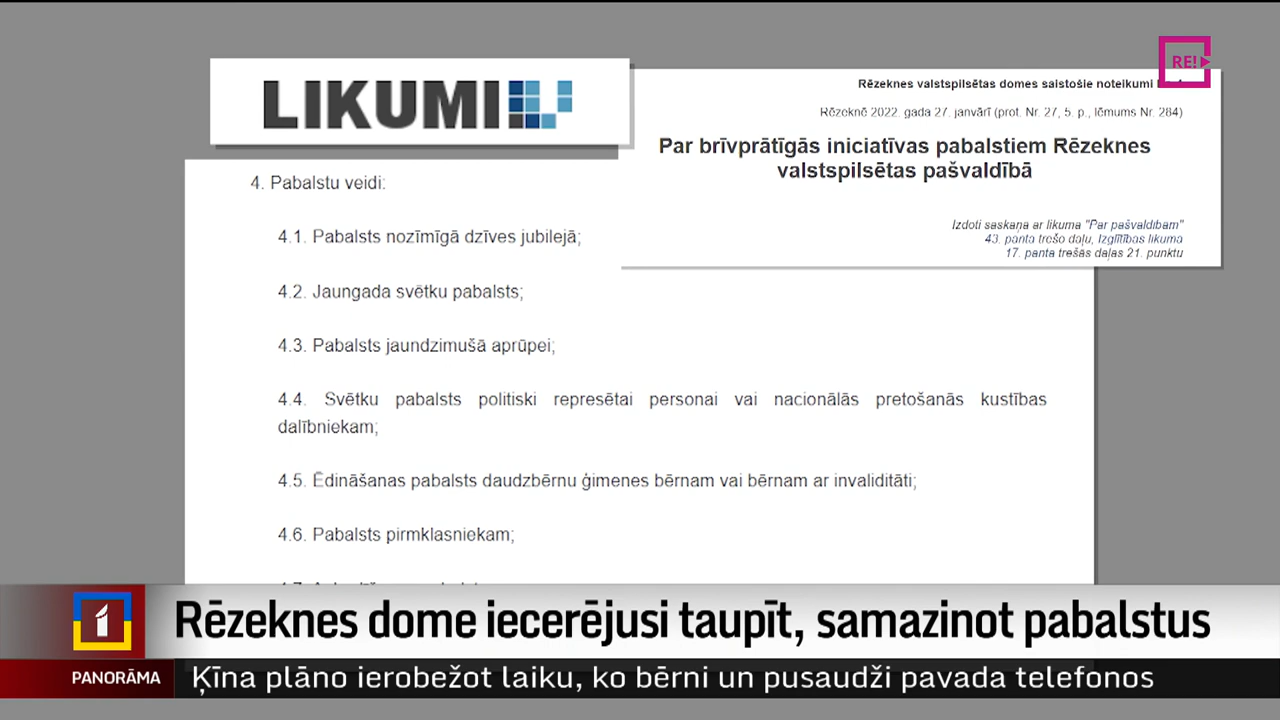 RE!
LIKUMI
Rēzeknes valstspilsētas domes saistošie noteikumi
Rēzeknē 2022. gada 27. janvārī (prot. Nr. 27, 5. p., lēmums Nr. 284)
Par brīvprātīgās iniciatīvas pabalstiem Rēzeknes
valstspilsētas pašvaldībā
Izdoti saskaņā ar likuma "Par pašvaldībām"
43. panta trešo daļu, Izglītības likuma
17. panta trešās daļas 21. punktu
4. Pabalstu veidi:
4.1. Pabalsts nozīmīgā dzīves jubilejā;
4.2. Jaungada svētku pabalsts;
4.3. Pabalsts jaundzimušā aprūpei;
4.4. Svētku pabalsts politiski represētai personai vai nacionālās pretošanās kustības
dalībniekam;
4.5. Ēdināšanas pabalsts daudzbērnu ģimenes bērnam vai bērnam ar invaliditāti;
4.6. Pabalsts pirmklasniekam;
1 Rēzeknes dome iecerējusi taupīt, samazinot pabalstus
PANORĀMA Ķīna plāno ierobežot laiku, ko bērni un pusaudži pavada telefonos